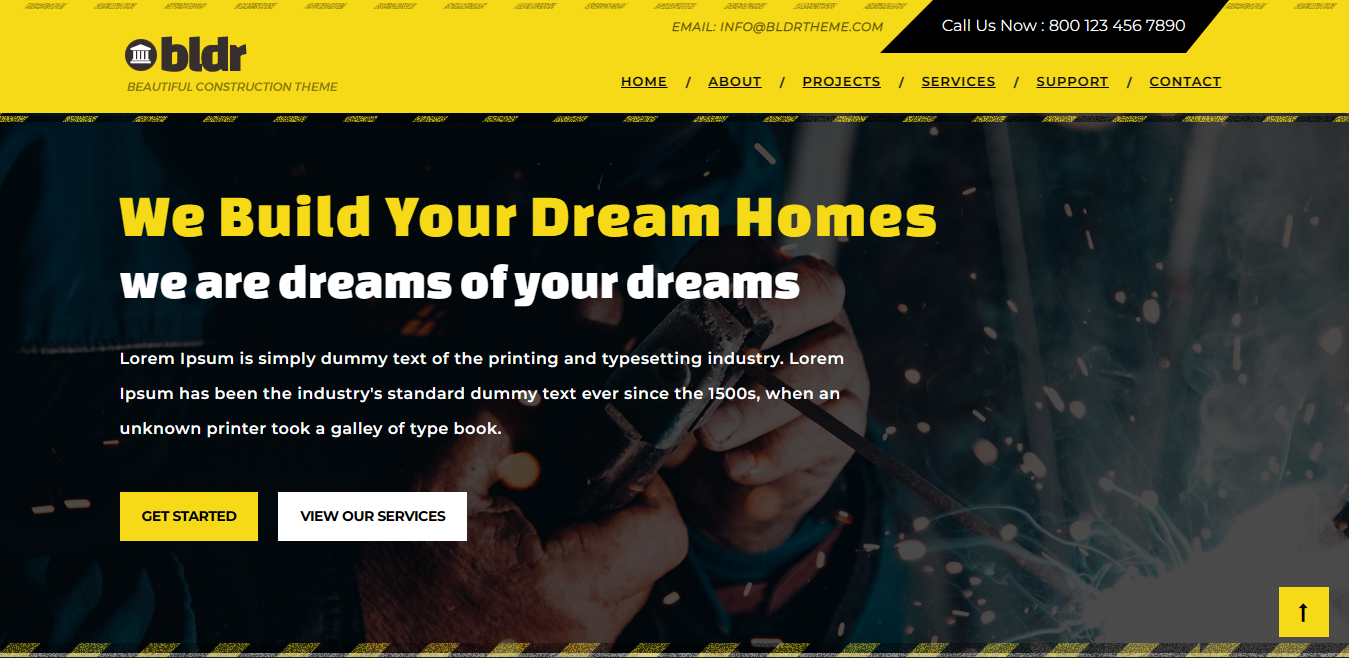 EMAIL: INFO@BLDRTHEME.COM
Call Us Now : 800 123 456 7890
bldr
BEAUTIFUL CONSTRUCTION THEME
HOME / ABOUT / PROJECTS / SERVICES / SUPPORT / CONTACT
We Build Your Dream Homes
we are dreams of your dreams
Lorem Ipsum is simply dummy text of the printing and typesetting industry. Lorem
Ipsum has been the industry's standard dummy text ever since the 1500s, when an
unknown printer took a galley of type book.
GET STARTED
VIEW OUR SERVICES